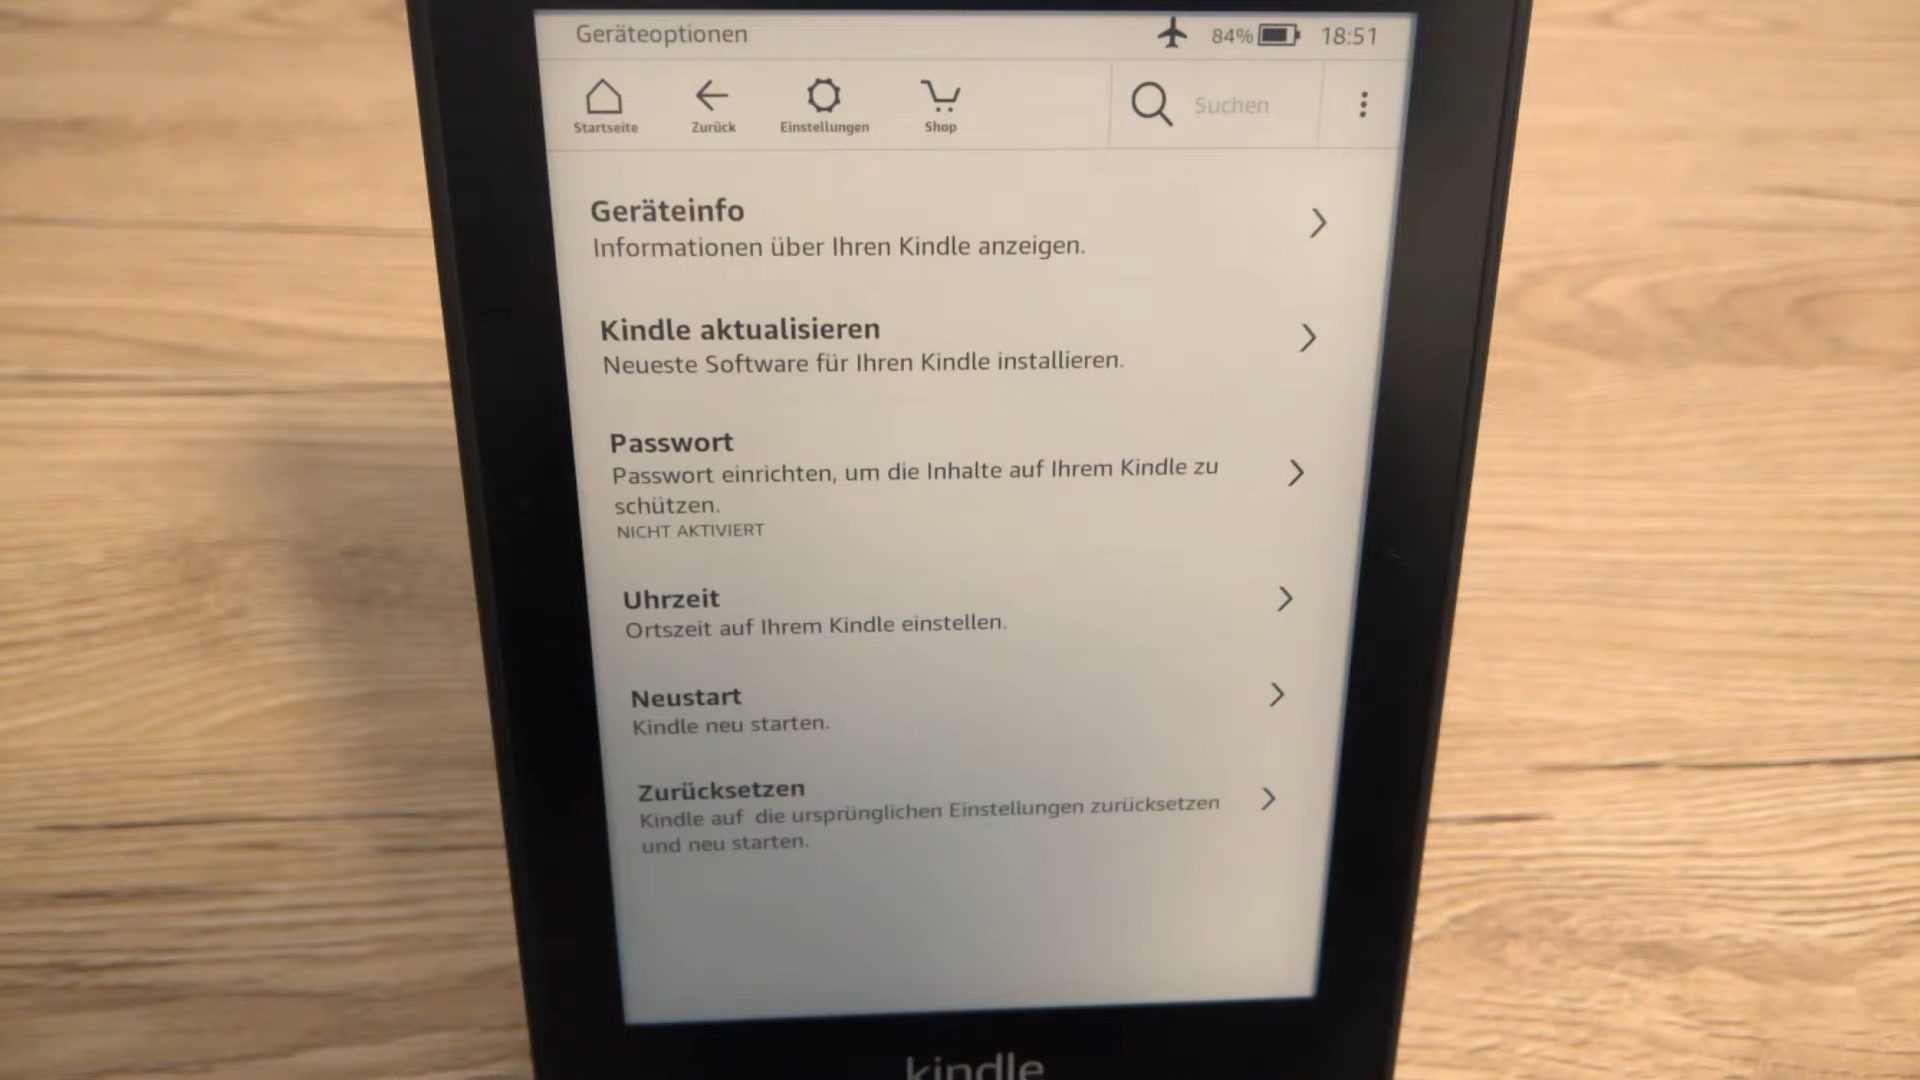 Geräteoptionen 84% 18:51
Startseite Zurück Einstellungen Shop Suchen
Geräteinfo
Informationen über Ihren Kindle anzeigen.
Kindle aktualisieren
Neueste Software für Ihren Kindle installieren.
Passwort
Passwort einrichten, um die Inhalte auf Ihrem Kindle zu
schützen.
NICHT AKTIVIERT
Uhrzeit
Ortszeit auf Ihrem Kindle einstellen.
Neustart
Kindle neu starten.
Zurücksetzen
Kindle auf die ursprünglichen Einstellungen zurücksetzen
und neu starten.
kindle